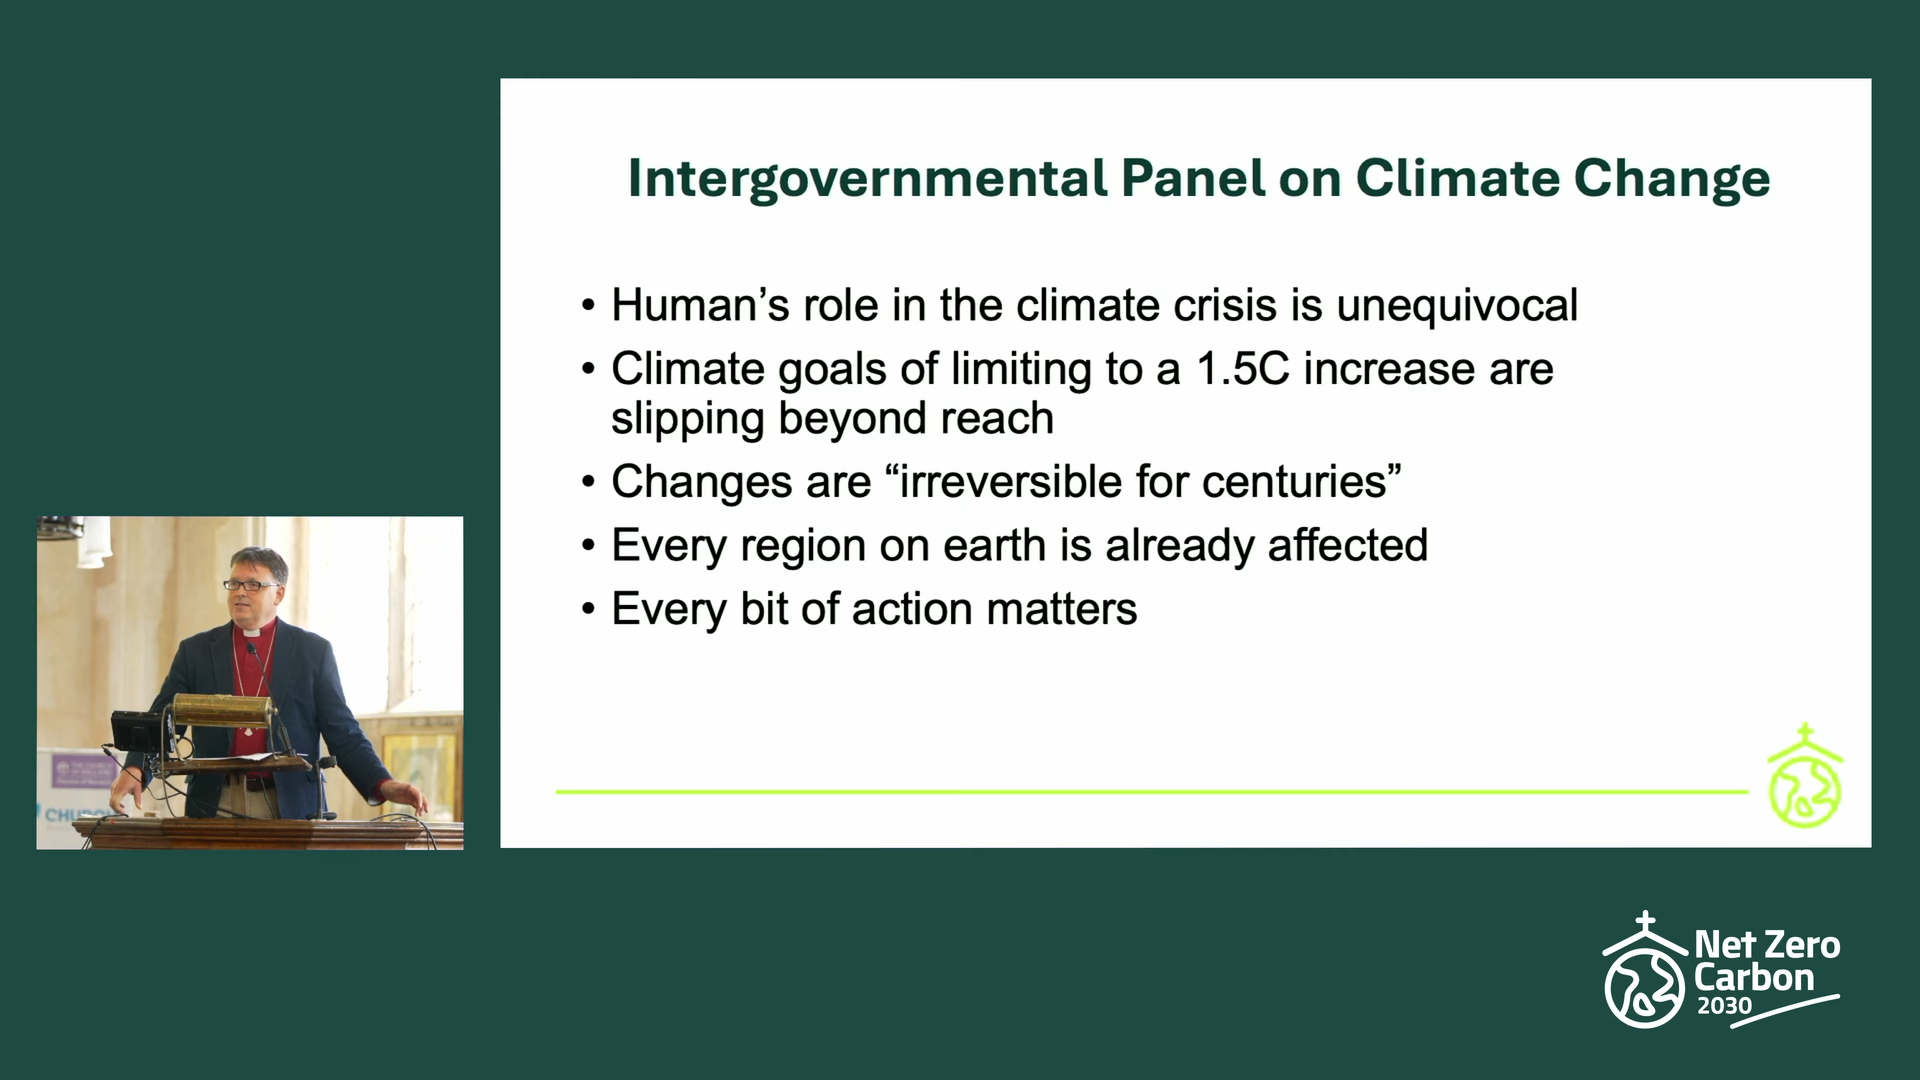 Intergovernmental Panel on Climate Change
• Human’s role in the climate crisis is unequivocal
• Climate goals of limiting to a 1.5C increase are
slipping beyond reach
• Changes are “irreversible for centuries”
• Every region on earth is already affected
• Every bit of action matters
Net Zero
Carbon
2030